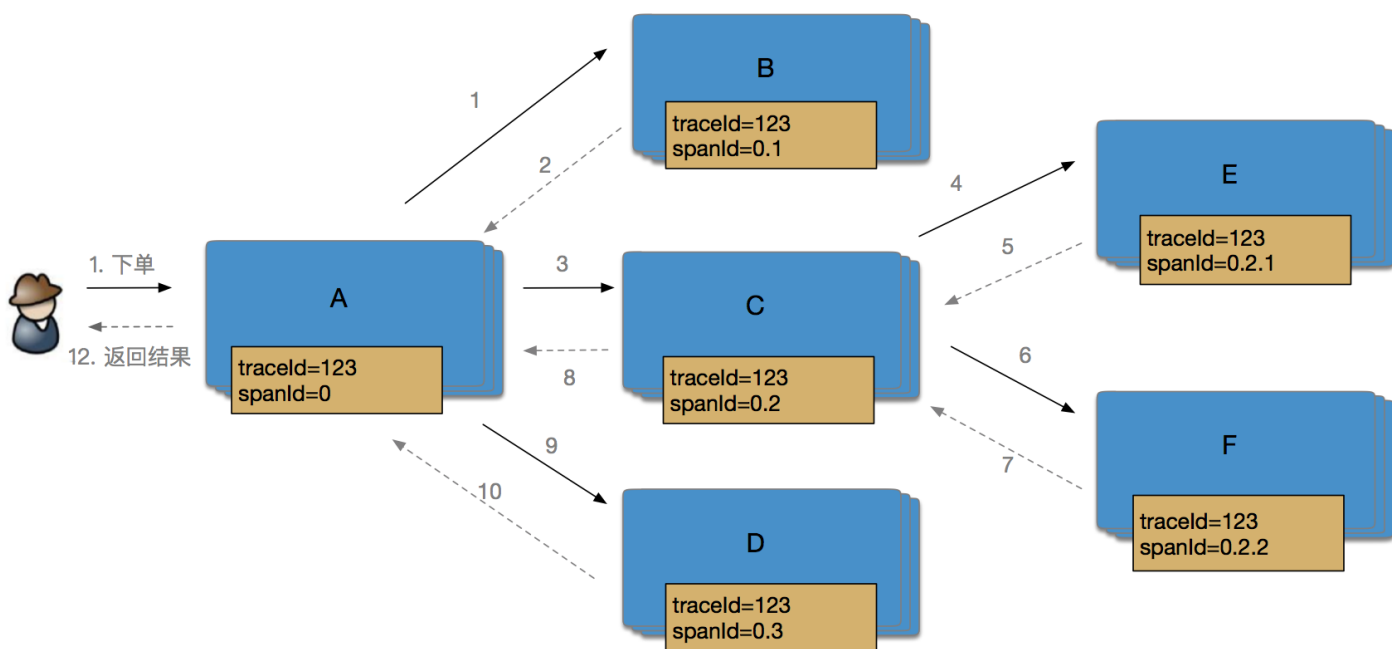 B
traceId=123
spanId=0.1
1
2
4
E
traceId=123
spanId=0.2.1
5
1. 下单
12. 返回结果
A
traceId=123
spanId=0
3
8
C
traceId=123
spanId=0.2
6
7
F
traceId=123
spanId=0.2.2
9
10
D
traceId=123
spanId=0.3